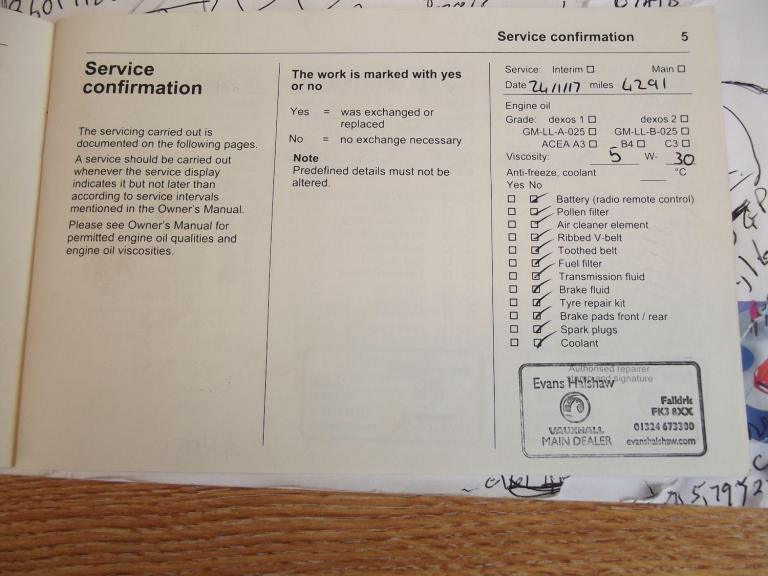 Service confirmation 5
Service
confirmation
The servicing carried out is
documented on the following pages.
A service should be carried out
whenever the service display
indicates it but not later than
according to service intervals
mentioned in the Owner's Manual.
Please see Owner's Manual for
permitted engine oil qualities and
engine oil viscosities.
The work is marked with yes
or no
Yes = was exchanged or
replaced
No = no exchange necessary
Note
Predefined details must not be
altered.
Service: Interim ☐ Main ☐
Date 24/11/17 miles 4291
Engine oil
Grade: dexos 1 ☐ dexos 2 ☐
GM-LL-A-025 ☐ GM-LL-B-025 ☐
ACEA A3 ☐ B4 ☐ C3 ☐
Viscosity: 5 W- 30
Anti-freeze, coolant °C
Yes No
☐ ☑ Battery (radio remote control)
☐ ☑ Pollen filter
☐ ☑ Air cleaner element
☐ ☑ Ribbed V-belt
☐ ☑ Toothed belt
☐ ☑ Fuel filter
☐ ☑ Transmission fluid
☐ ☑ Brake fluid
☐ ☑ Tyre repair kit
☐ ☑ Brake pads front / rear
☐ ☑ Spark plugs
☐ ☑ Coolant
Authorised repairer
stamp and signature
Evans Halshaw
Falkirk
FK3 8XX
VAUXHALL 01324 673300
MAIN DEALER evanshalshaw.com